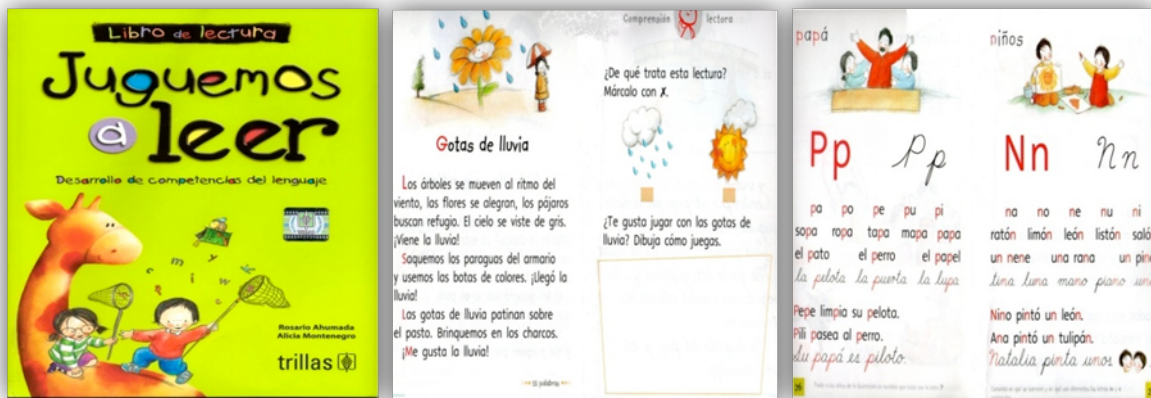 Libro de lectura
Juguemos
a leer
Desarrollo de competencias del lenguaje
c m i y w k e
Rosario Ahumada
Alicia Montenegro
trillas
Gotas de lluvia
Los árboles se mueven al ritmo del
viento, las flores se alegran, los pájaros
buscan refugio. El cielo se viste de gris.
¡Viene la lluvia!
Saquemos los paraguas del armario
y usemos las botas de colores. ¡Llegó la
lluvia!
Las gotas de lluvia patinan sobre
el pasto. Brinquemos en los charcos.
¡Me gusta la lluvia!
55 palabras
Comprensión lectora
¿De qué trata esta lectura?
Márcalo con X.
¿Te gusta jugar con las gotas de
lluvia? Dibuja cómo juegas.
papá
Pp Pp
pa po pe pu pi
sopa ropa tapa mapa papa
el pato el perro el papel
la pelota la puerta la lupa
Pepe limpia su pelota.
Pili pasea al perro.
Su papá es piloto.
26
niños
Nn Nn
na no ne nu ni
ratón limón león listón
un nene una rana un
tina luna mano piano
Nino pintó un león.
Ana pintó un tulipán.
Natalia pinta unos